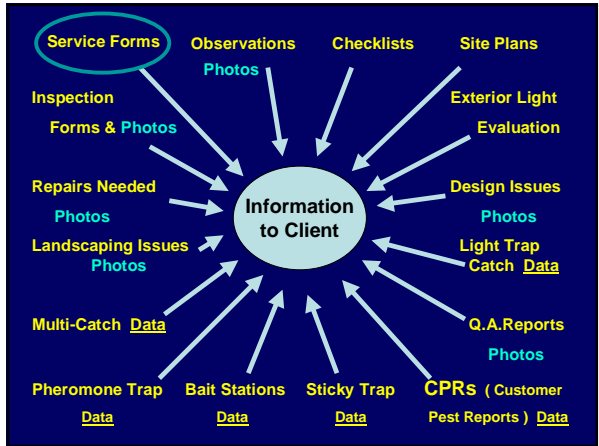 Service Forms
Observations
Photos
Checklists
Site Plans
Inspection
Forms & Photos
Exterior Light
Evaluation
Repairs Needed
Photos
Information
to Client
Design Issues
Photos
Landscaping Issues
Photos
Light Trap
Catch Data
Multi-Catch Data
Q.A.Reports
Photos
Pheromone Trap
Data
Bait Stations
Data
Sticky Trap
Data
CPRs ( Customer
Pest Reports ) Data